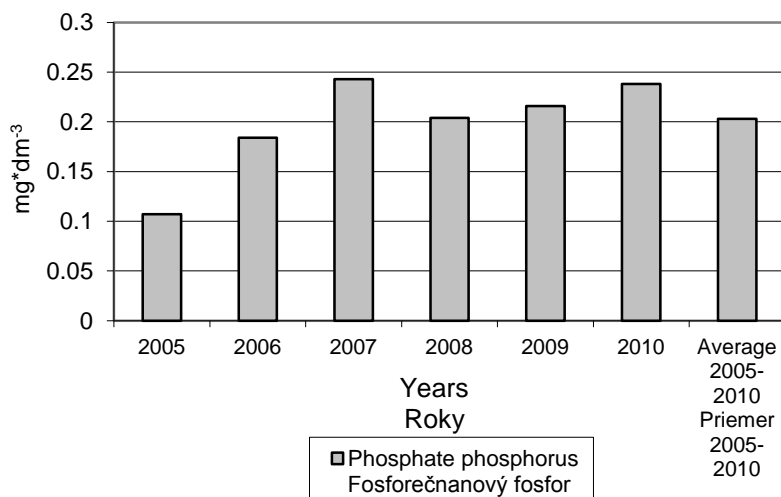 0.3
0.25
0.2
0.15
0.1
0.05
0
mg*dm-3
2005 2006 2007 2008 2009 2010 Average
2005-
2010
Priemer
2005-
2010
Years
Roky
Phosphate phosphorus
Fosforečnanový fosfor